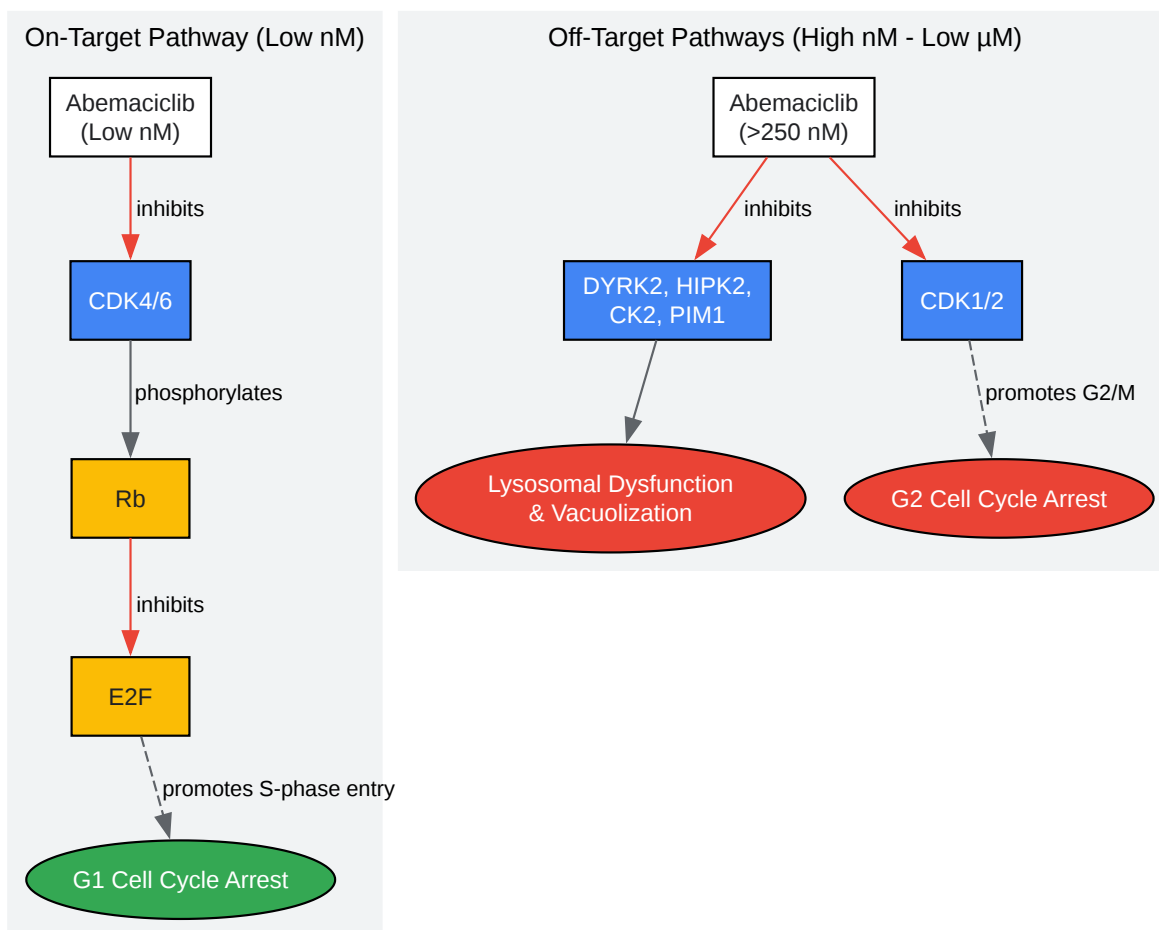 On-Target Pathway (Low nM)
Abemaciclib
(Low nM)
inhibits
CDK4/6
phosphorylates
Rb
inhibits
E2F
promotes S-phase entry
G1 Cell Cycle Arrest
Off-Target Pathways (High nM - Low µM)
Abemaciclib
(>250 nM)
inhibits
inhibits
DYRK2, HIPK2,
CK2, PIM1
CDK1/2
promotes G2/M
Lysosomal Dysfunction
& Vacuolization
G2 Cell Cycle Arrest